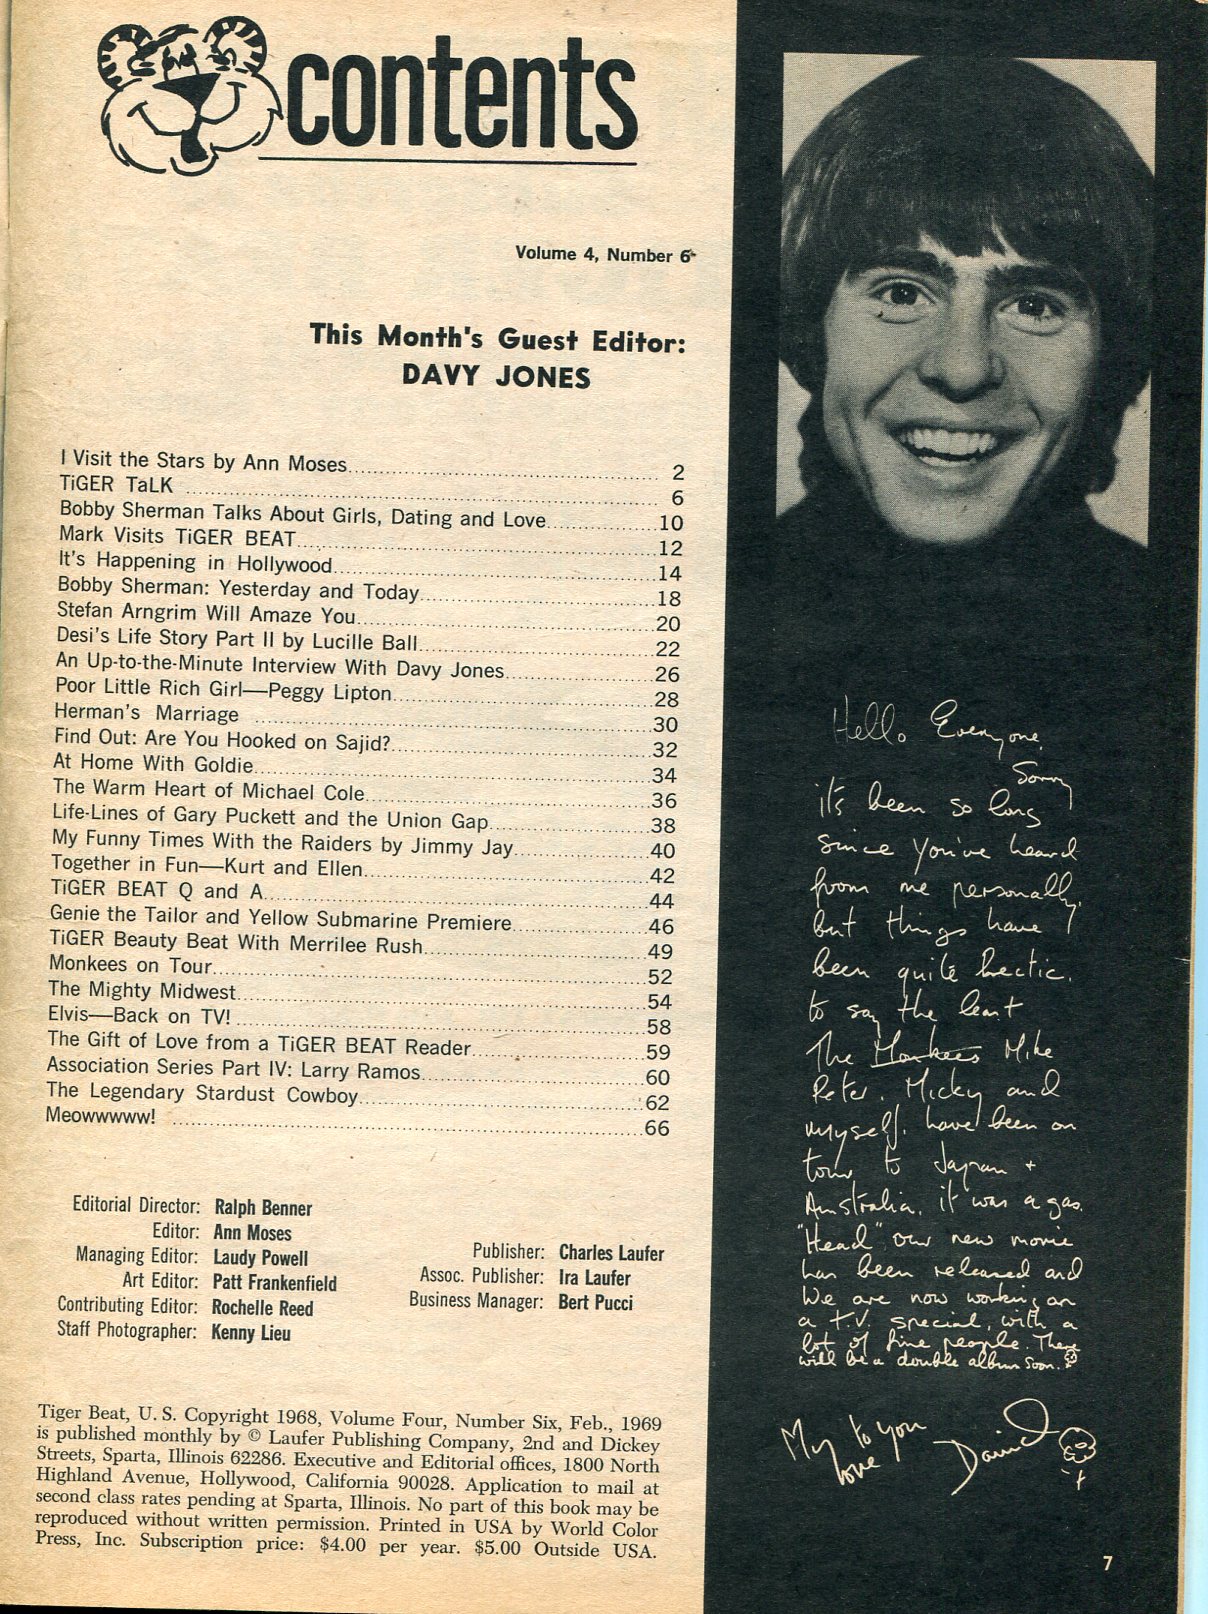 contents
Volume 4, Number 6
This Month's Guest Editor:
DAVY JONES
I Visit the Stars by Ann Moses 2
TiGER TaLK 6
Bobby Sherman Talks About Girls, Dating and Love 10
Mark Visits TiGER BEAT 12
It's Happening in Hollywood 14
Bobby Sherman: Yesterday and Today 18
Stefan Arngrim Will Amaze You 20
Desi's Life Story Part II by Lucille Ball 22
An Up-to-the-Minute Interview With Davy Jones 26
Poor Little Rich Girl—Peggy Lipton 28
Herman's Marriage 30
Find Out: Are You Hooked on Sajid? 32
At Home With Goldie 34
The Warm Heart of Michael Cole 36
Life-Lines of Gary Puckett and the Union Gap 38
My Funny Times With the Raiders by Jimmy Jay 40
Together in Fun—Kurt and Ellen 42
TiGER BEAT Q and A 44
Genie the Tailor and Yellow Submarine Premiere 46
TiGER Beauty Beat With Merrilee Rush 49
Monkees on Tour 52
The Mighty Midwest 54
Elvis—Back on TV! 58
The Gift of Love from a TiGER BEAT Reader 59
Association Series Part IV: Larry Ramos 60
The Legendary Stardust Cowboy 62
Meowwwww! 66
Editorial Director: Ralph Benner
Editor: Ann Moses
Managing Editor: Laudy Powell
Art Editor: Patt Frankenfield
Contributing Editor: Rochelle Reed
Staff Photographer: Kenny Lieu
Publisher: Charles Laufer
Assoc. Publisher: Ira Laufer
Business Manager: Bert Pucci
Tiger Beat, U. S. Copyright 1968, Volume Four, Number Six, Feb., 1969
is published monthly by © Laufer Publishing Company, 2nd and Dickey
Streets, Sparta, Illinois 62286. Executive and Editorial offices, 1800 North
Highland Avenue, Hollywood, California 90028. Application to mail at
second class rates pending at Sparta, Illinois. No part of this book may be
reproduced without written permission. Printed in USA by World Color
Press, Inc. Subscription price: $4.00 per year. $5.00 Outside USA.
Hello Everyone.
Sorry
it's been so long
since you've heard
from me personally,
but things have
been quite hectic.
to say the least
The Monkees Mike
Peter. Micky and
myself. have been on
tour to Japan +
Australia. it was a gas.
"Head" our new movie
has been released and
We are now working on
a t.v. special, with a
lot of fine people. There
will be a double album soon.
My love to you
David
7